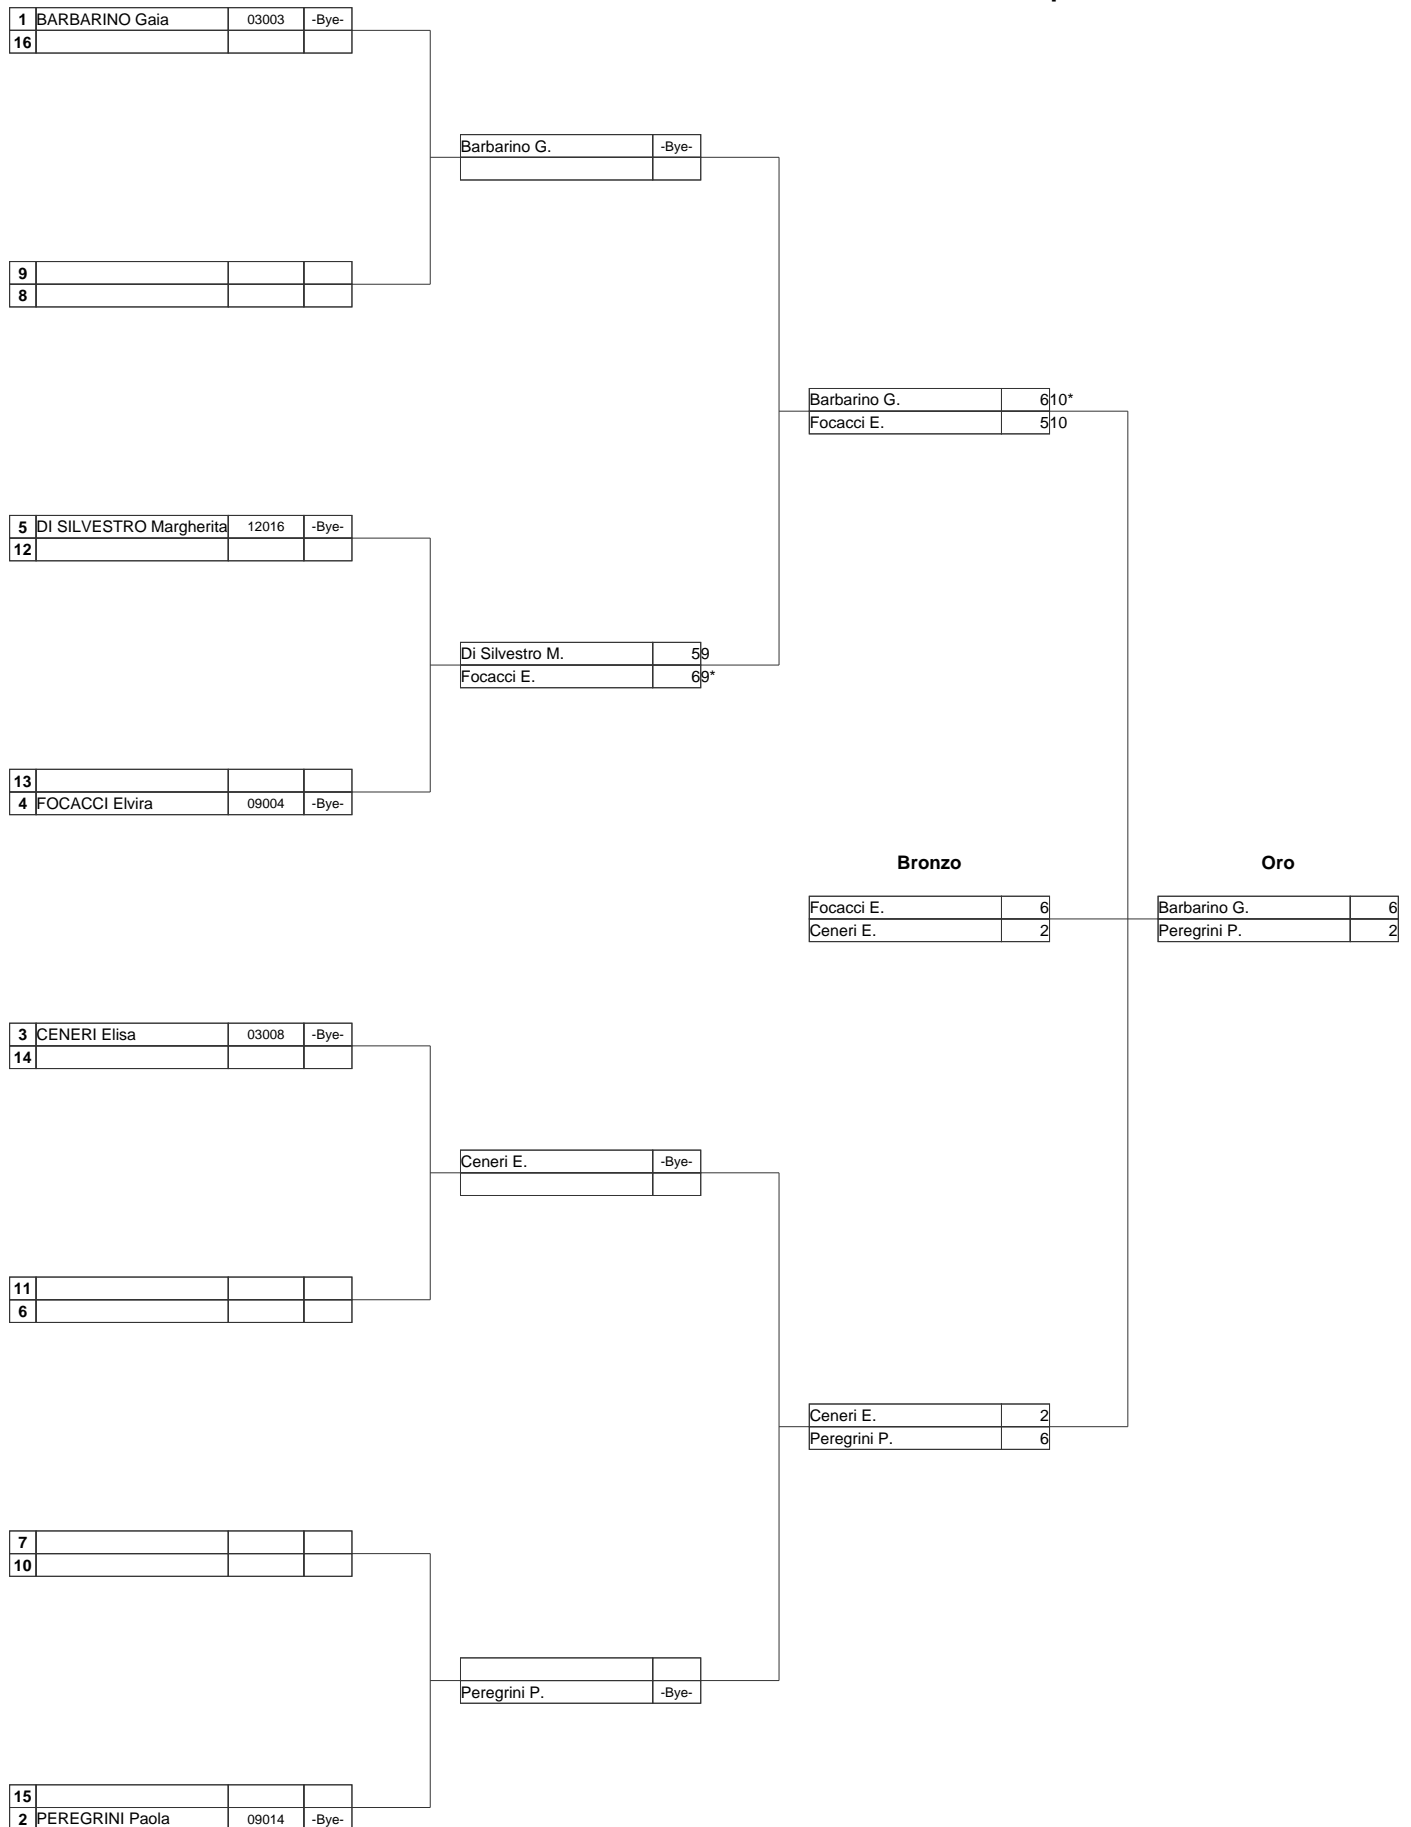 1 BARBARINO Gaia 03003 -Bye-
16
Barbarino G. -Bye-
9
8
Barbarino G. 6 10*
Focacci E. 5 10
5 DI SILVESTRO Margherita 12016 -Bye-
12
Di Silvestro M. 5 9
Focacci E. 6 9*
13
4 FOCACCI Elvira 09004 -Bye-
Bronzo Oro
Focacci E. 6 Barbarino G. 6
Ceneri E. 2 Peregrini P. 2
3 CENERI Elisa 03008 -Bye-
14
Ceneri E. -Bye-
11
6
Ceneri E. 2
Peregrini P. 6
7
10
Peregrini P. -Bye-
15
2 PEREGRINI Paola 09014 -Bye-